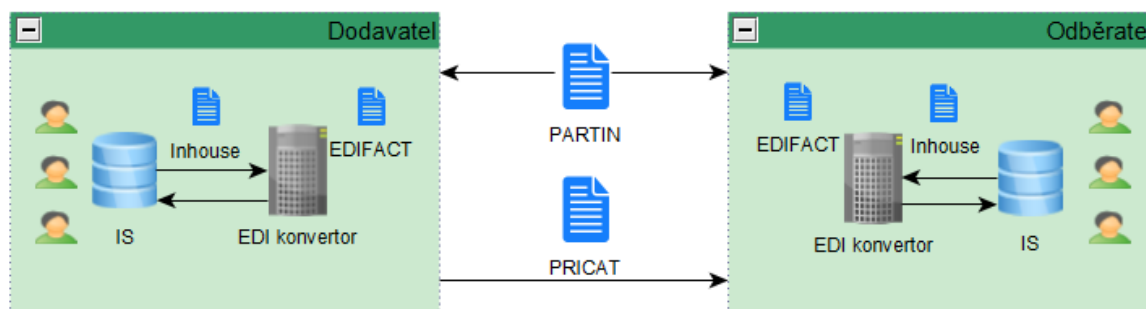 Dodavatel
Odběrate
PARTIN
Inhouse
EDIFACT
IS
EDI konvertor
PRICAT
EDIFACT
Inhouse
EDI konvertor
IS